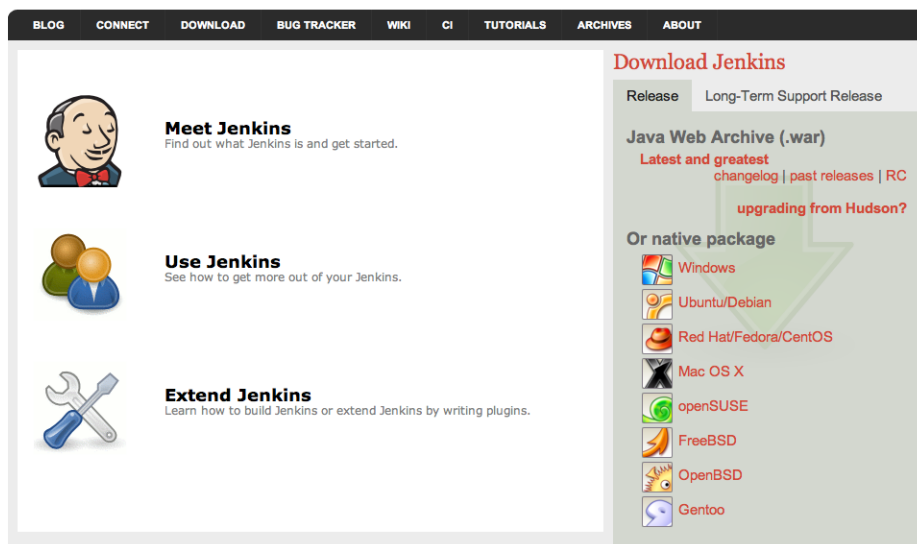 BLOG CONNECT DOWNLOAD BUG TRACKER WIKI CI TUTORIALS ARCHIVES ABOUT
Meet Jenkins
Find out what Jenkins is and get started.
Use Jenkins
See how to get more out of your Jenkins.
Extend Jenkins
Learn how to build Jenkins or extend Jenkins by writing plugins.
Download Jenkins
Release Long-Term Support Release
Java Web Archive (.war)
Latest and greatest
changelog | past releases | RC
upgrading from Hudson?
Or native package
Windows
Ubuntu/Debian
Red Hat/Fedora/CentOS
Mac OS X
openSUSE
FreeBSD
OpenBSD
Gentoo